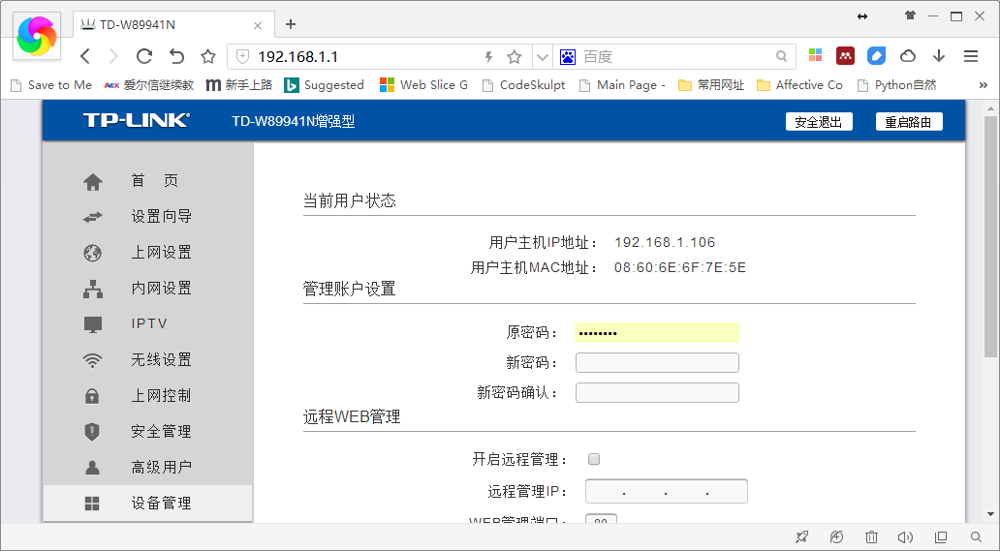 TD-W89941N
192.168.1.1
百度
Save to Me AEX 爱尔信继续教 新手上路 Suggested Web Slice G CodeSkulpt Main Page - 常用网址 Affective Co Python自然 »
TP-LINK® TD-W89941N增强型 安全退出 重启路由
首 页
设置向导
上网设置
内网设置
IPTV
无线设置
上网控制
安全管理
高级用户
设备管理
当前用户状态
用户主机IP地址： 192.168.1.106
用户主机MAC地址： 08:60:6E:6F:7E:5E
管理账户设置
原密码： ••••••••
新密码：
新密码确认：
远程WEB管理
开启远程管理：
远程管理IP： . . .
WEB管理端口： 80